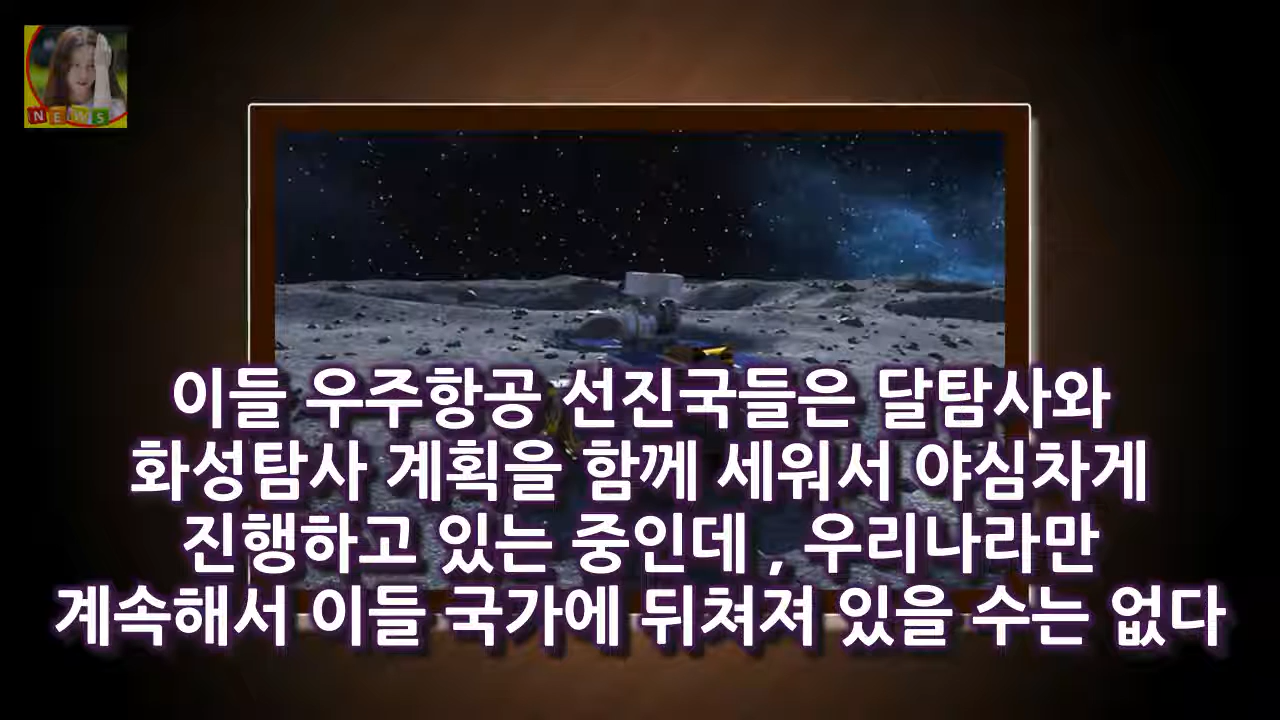 NEWS
이들 우주항공 선진국들은 달탐사와
화성탐사 계획을 함께 세워서 야심차게
진행하고 있는 중인데 , 우리나라만
계속해서 이들 국가에 뒤쳐져 있을 수는 없다